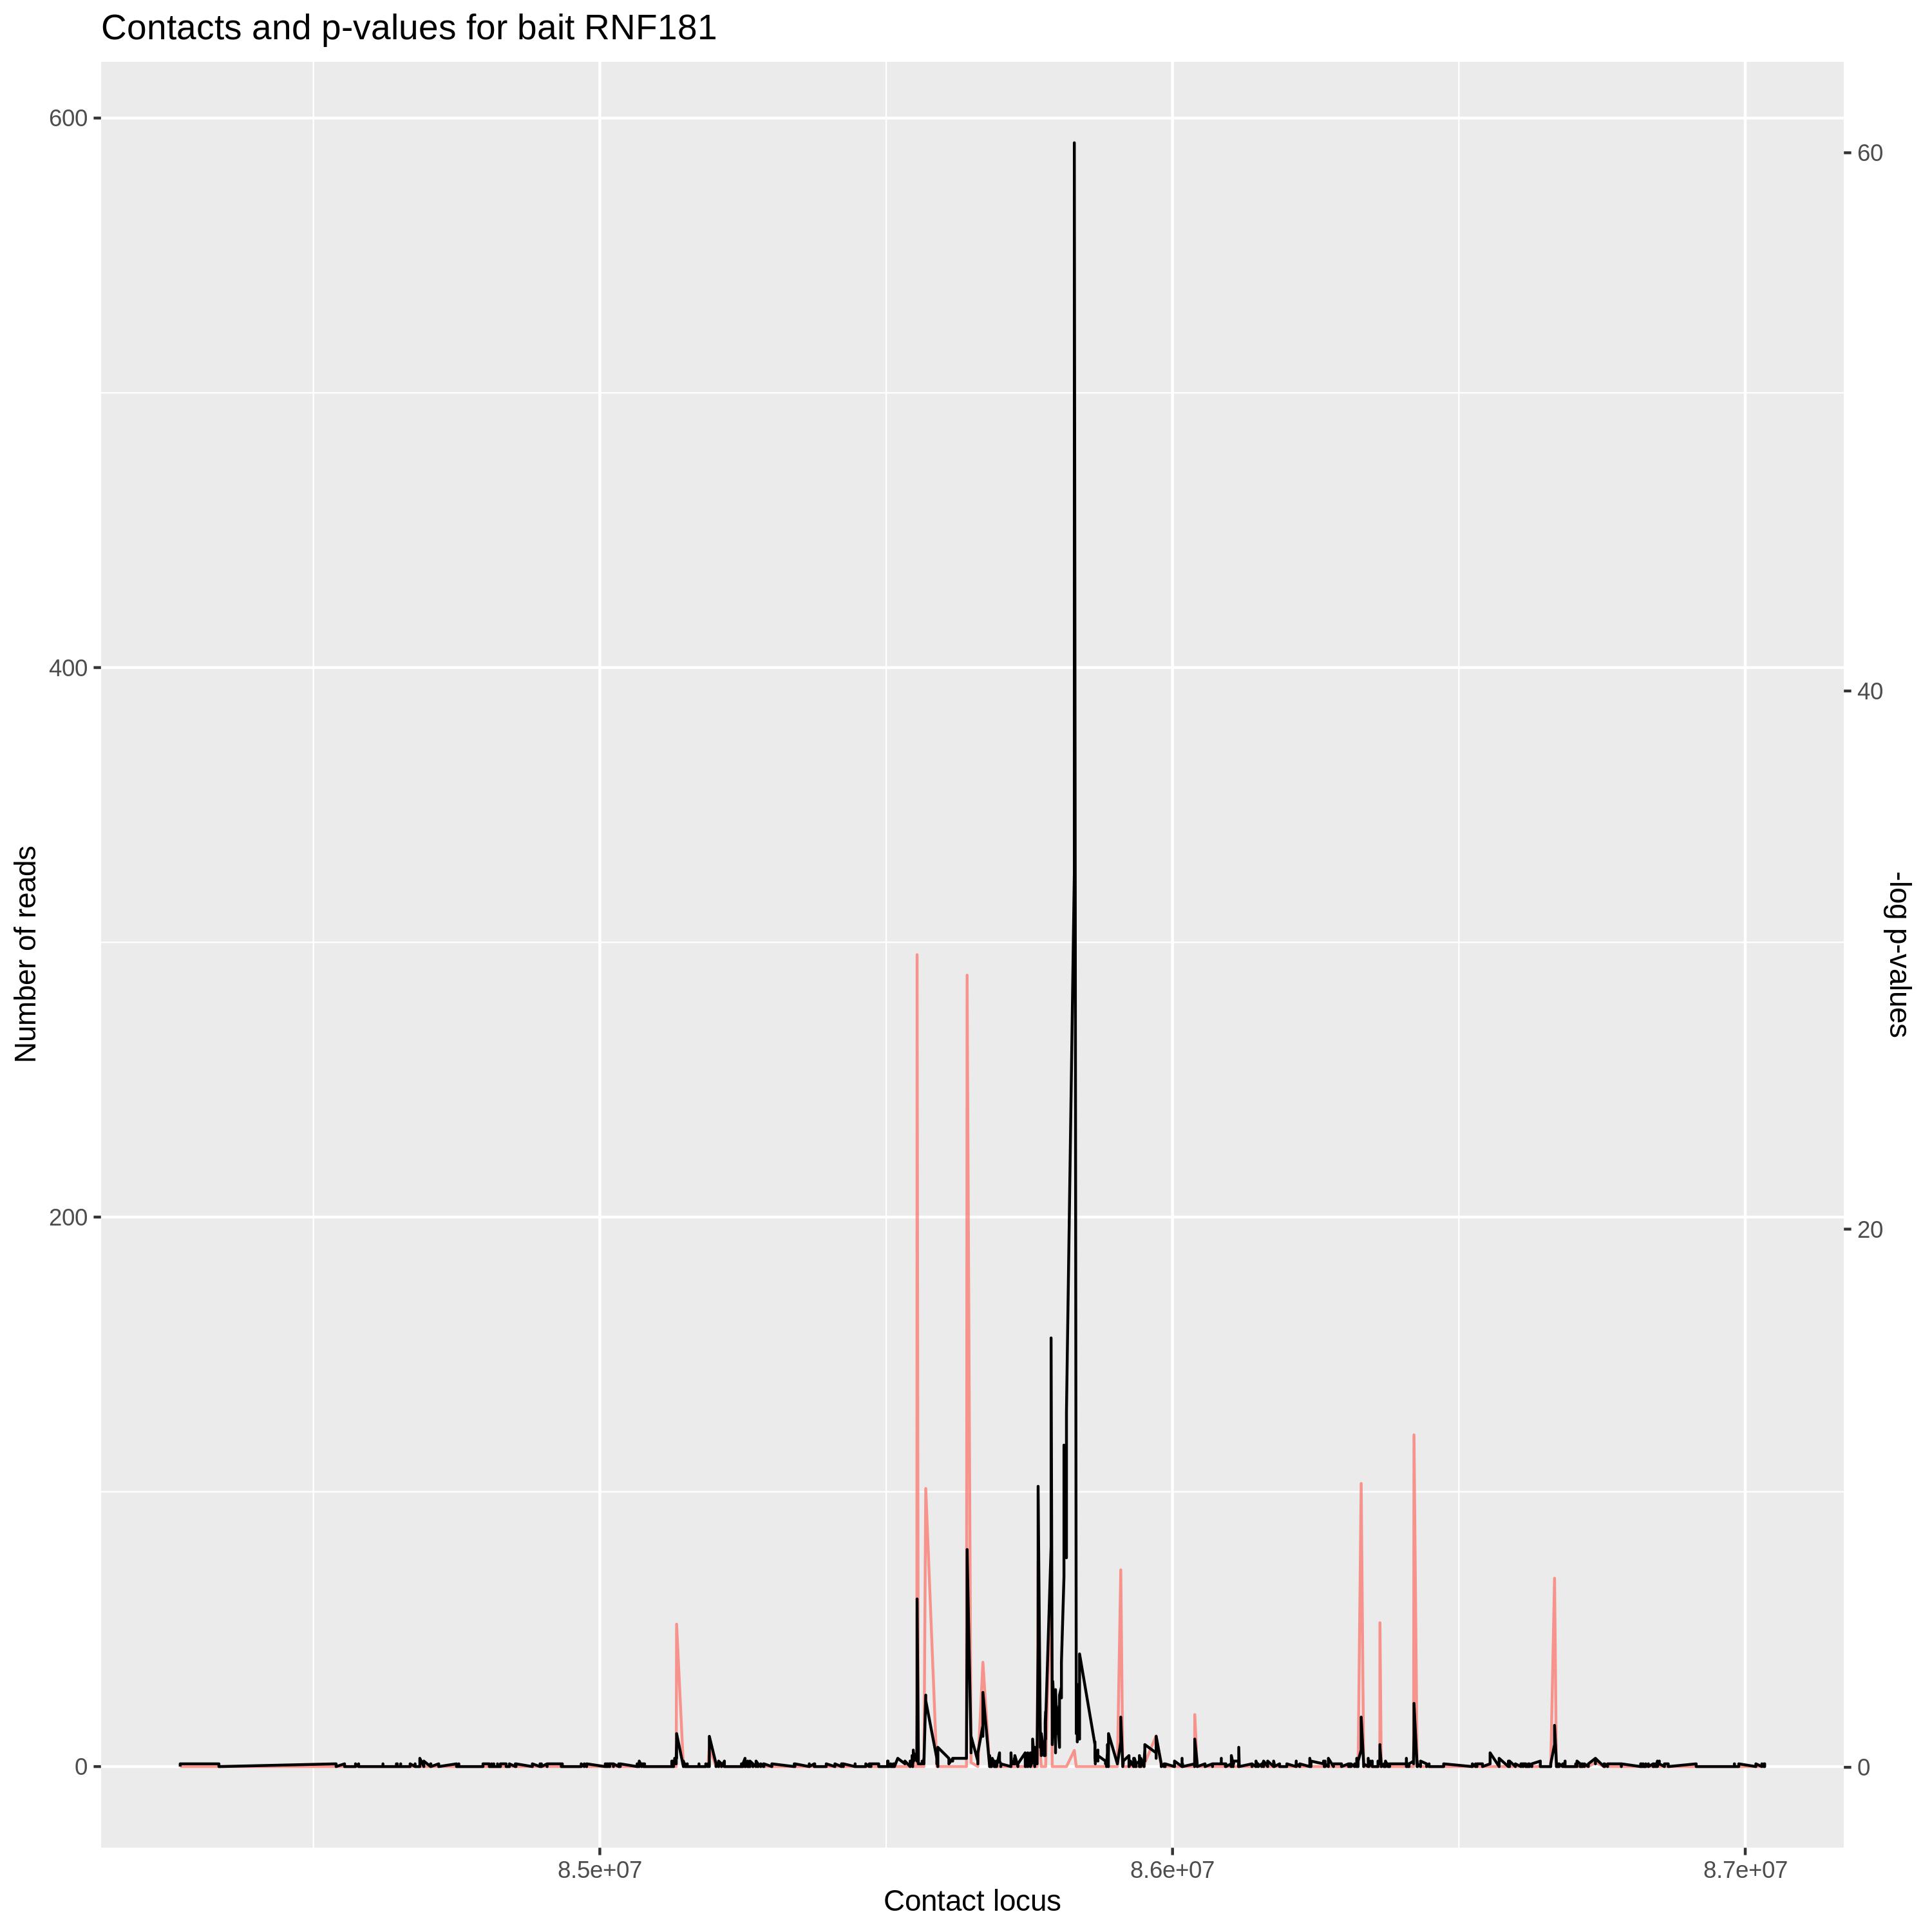 Contacts and p-values for bait RNF181
600
400
200
0
60
40
20
0
Number of reads
-log p-values
8.5e+07
8.6e+07
8.7e+07
Contact locus